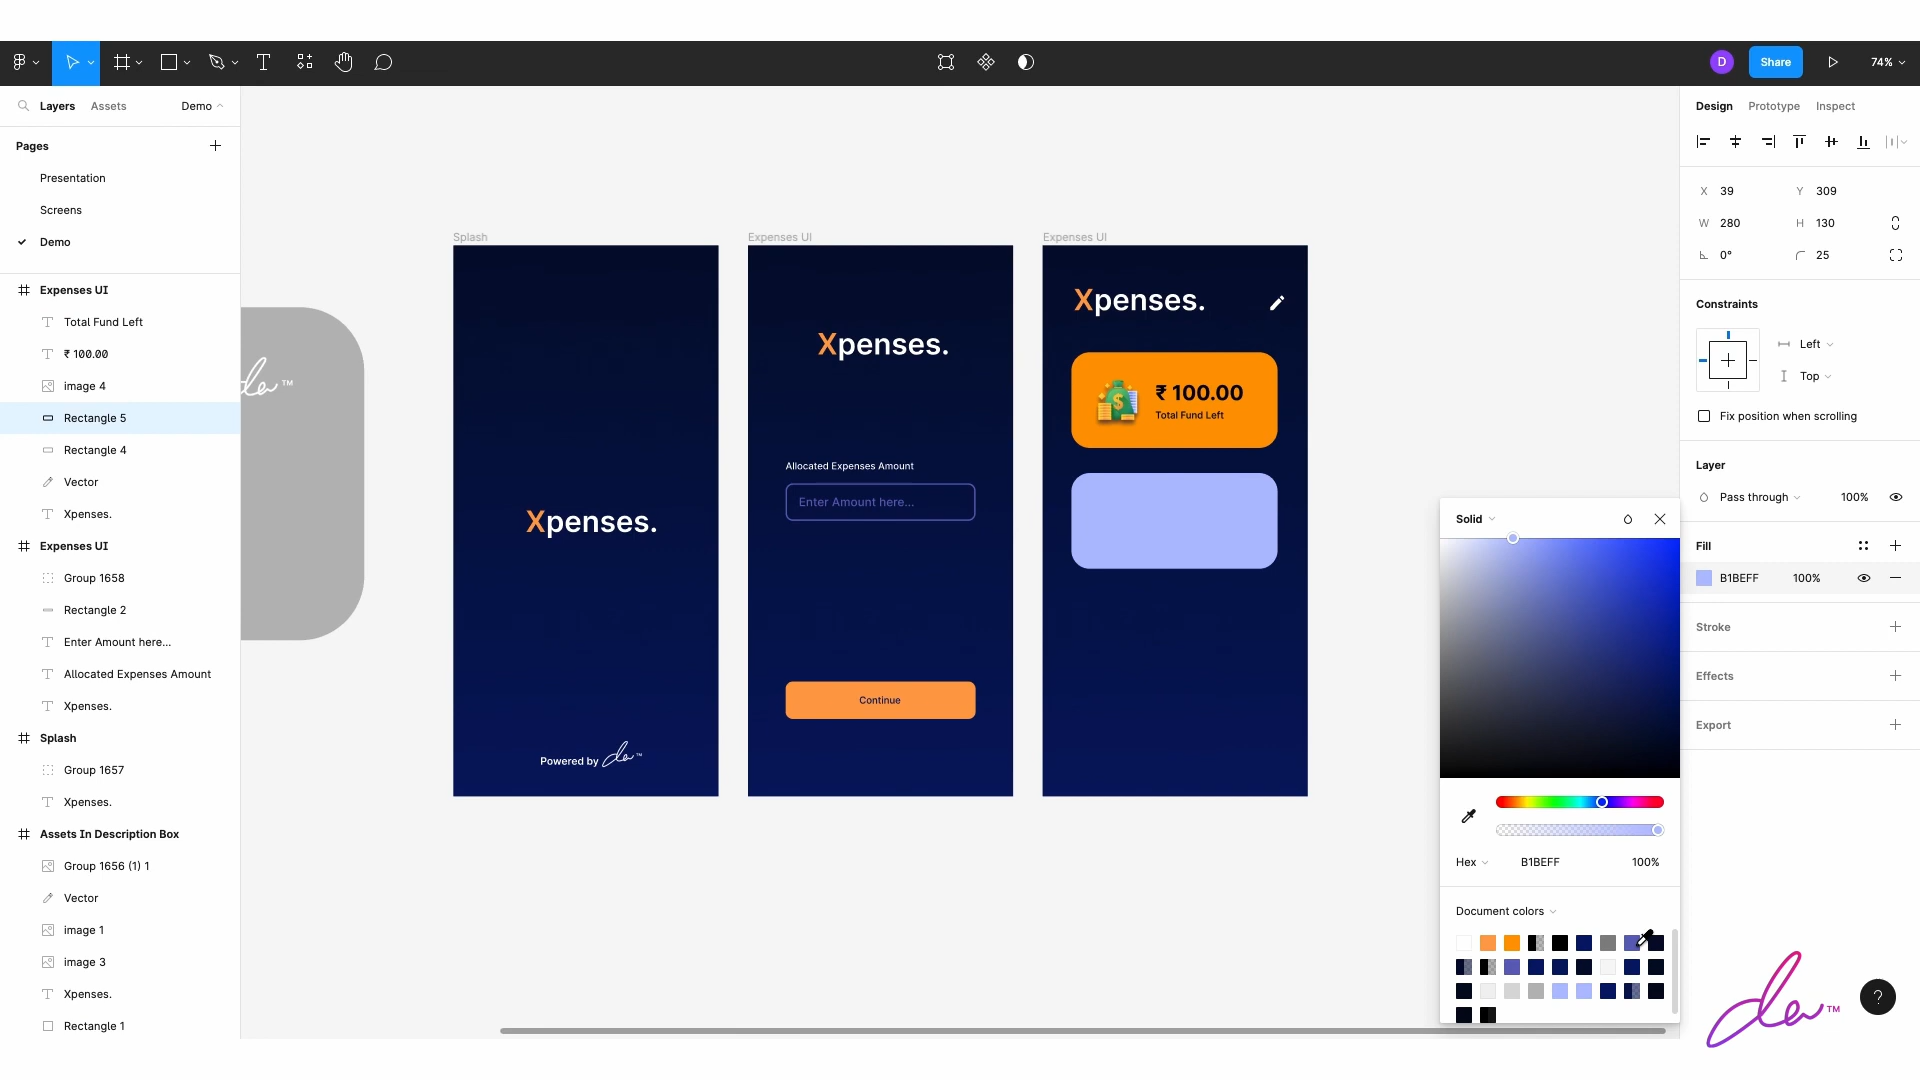 D
Share
74%
Layers
Assets
Demo
Design
Prototype
Inspect
Pages
Presentation
Screens
Demo
Expenses UI
Total Fund Left
₹ 100.00
image 4
Rectangle 5
Rectangle 4
Vector
Xpenses.
Expenses UI
Group 1658
Rectangle 2
Enter Amount here...
Allocated Expenses Amount
Xpenses.
Splash
Group 1657
Xpenses.
Assets In Description Box
Group 1656 (1) 1
Vector
image 1
image 3
Xpenses.
Rectangle 1
dev™
Splash
Xpenses.
Powered by dev™
Expenses UI
Xpenses.
Allocated Expenses Amount
Enter Amount here...
Continue
Expenses UI
Xpenses.
$
₹ 100.00
Total Fund Left
Solid
Hex B1BEFF 100%
Document colors
X 39 Y 309
W 280 H 130
0° 25
Constraints
Left
Top
Fix position when scrolling
Layer
Pass through 100%
Fill
B1BEFF 100%
Stroke
Effects
Export
dev™
?